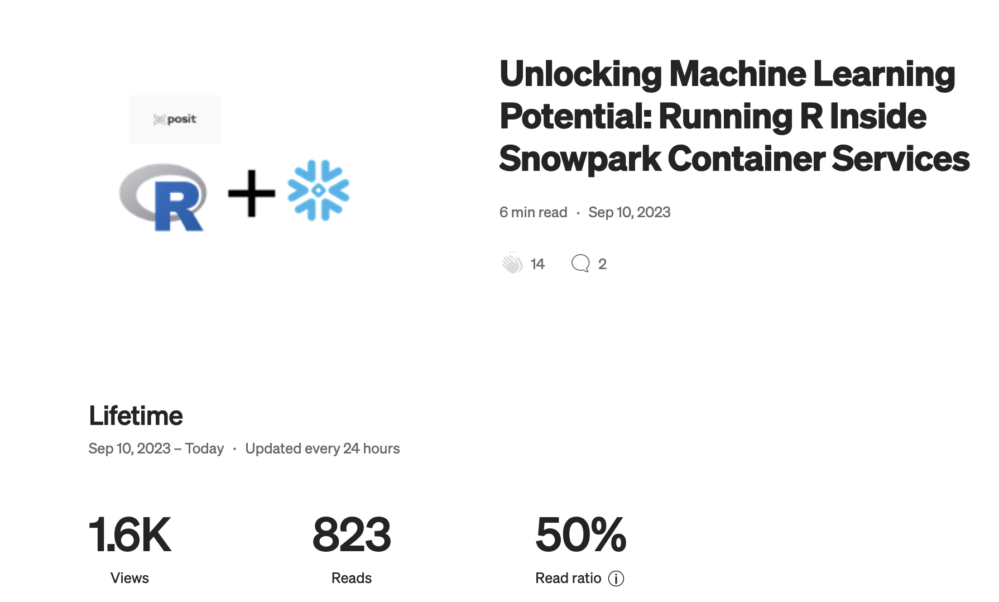 posit
R
Unlocking Machine Learning
Potential: Running R Inside
Snowpark Container Services
6 min read · Sep 10, 2023
14 2
Lifetime
Sep 10, 2023 – Today · Updated every 24 hours
1.6K 823 50%
Views Reads Read ratio